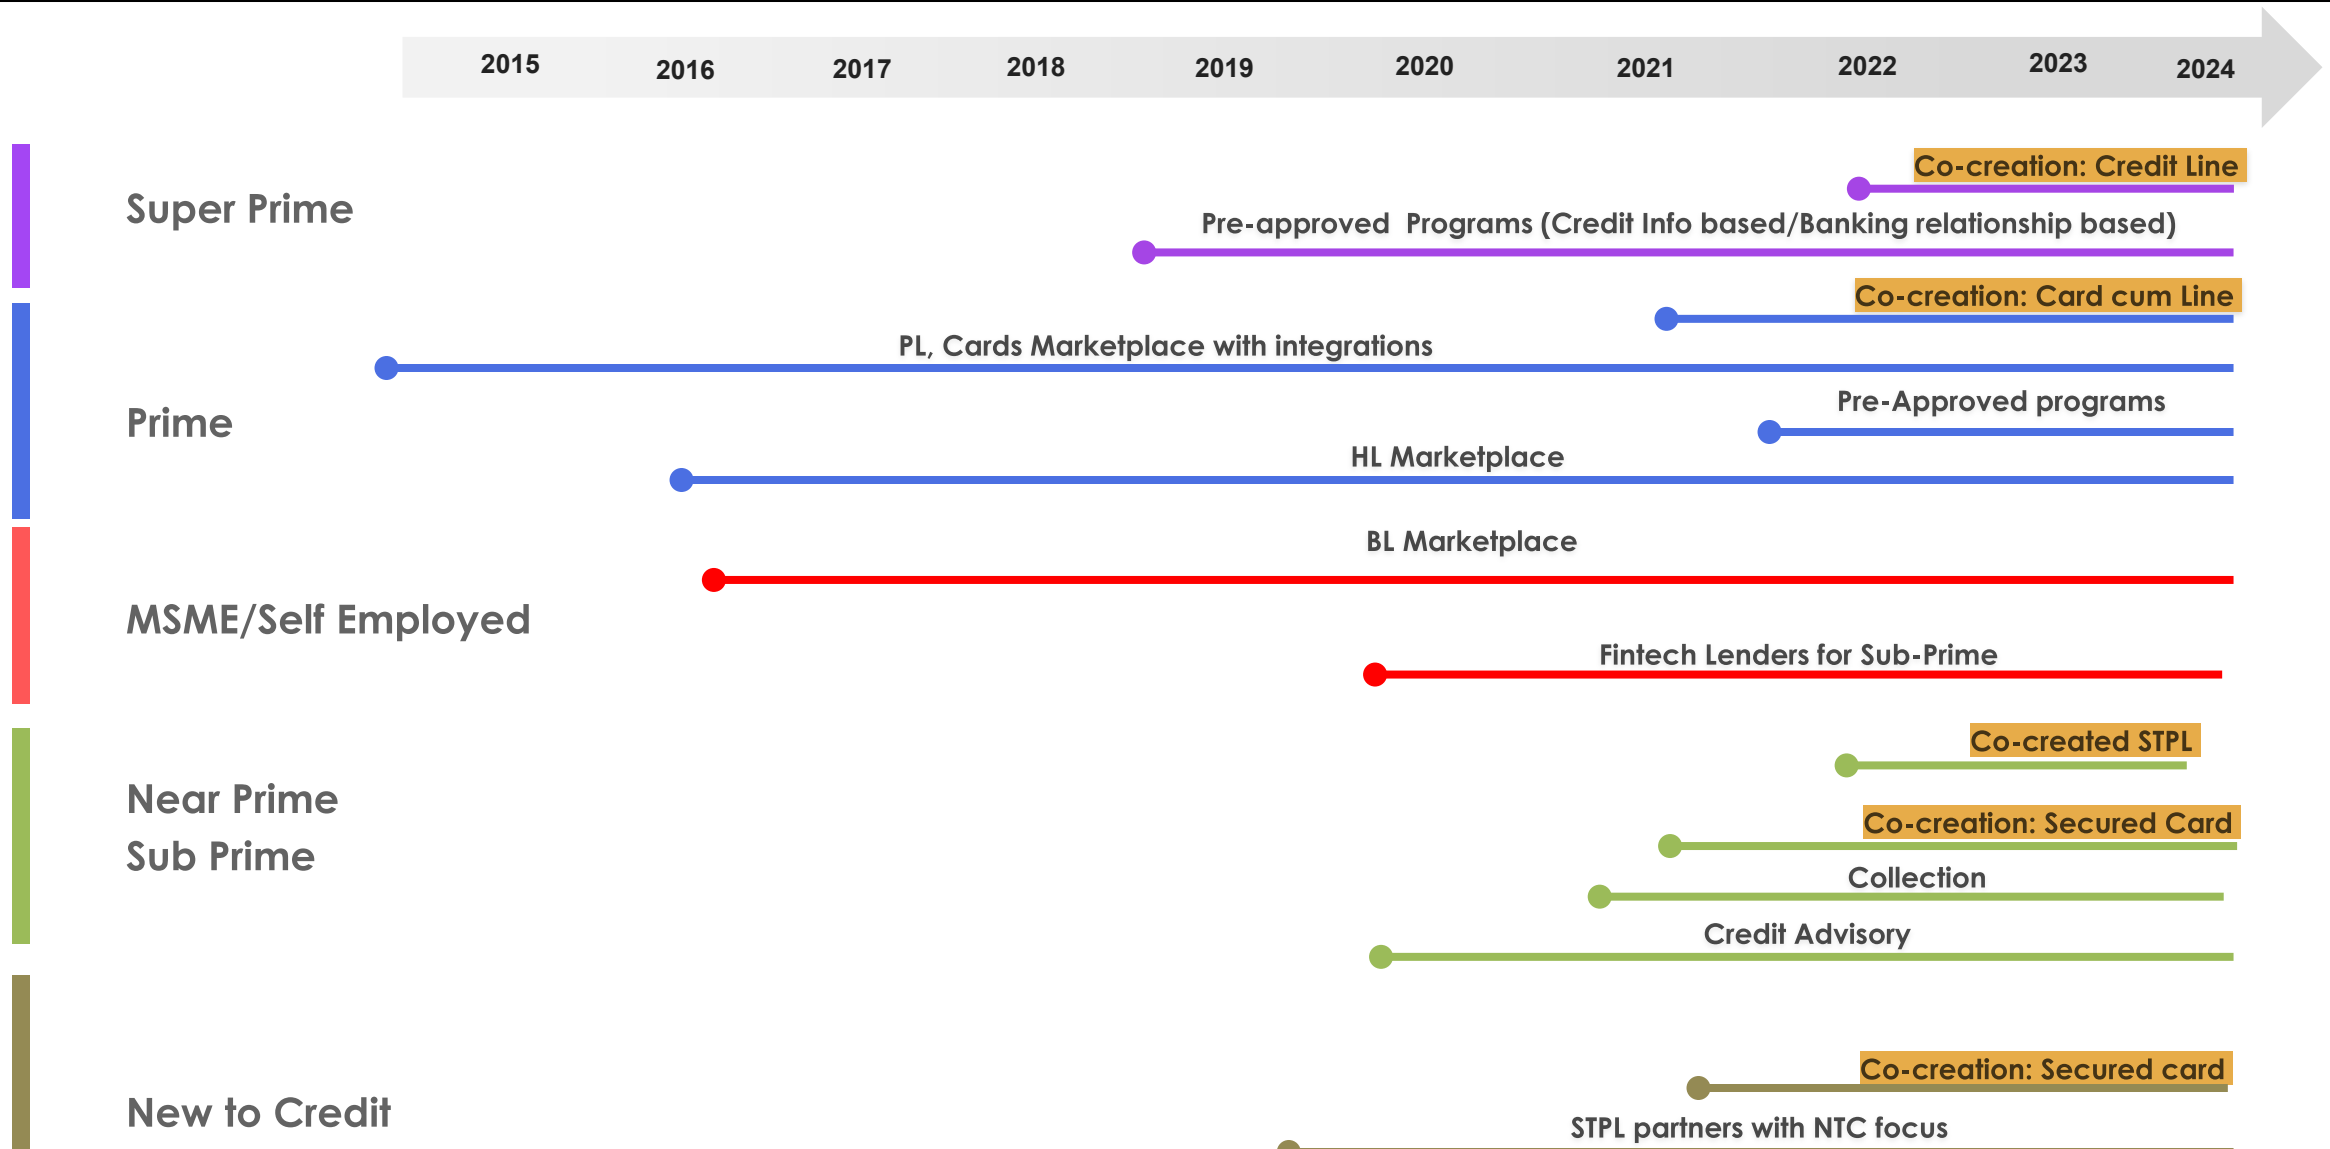 2015 2016 2017 2018 2019 2020 2021 2022 2023 2024
Super Prime
Co-creation: Credit Line
Pre-approved Programs (Credit Info based/Banking relationship based)
Prime
Co-creation: Card cum Line
PL, Cards Marketplace with integrations
Pre-Approved programs
HL Marketplace
MSME/Self Employed
BL Marketplace
Fintech Lenders for Sub-Prime
Near Prime
Sub Prime
Co-created STPL
Co-creation: Secured Card
Collection
Credit Advisory
New to Credit
Co-creation: Secured card
STPL partners with NTC focus